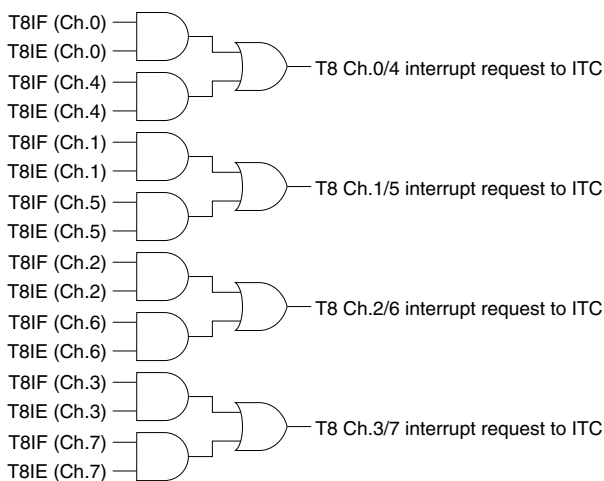 T8IF (Ch.0)
T8IE (Ch.0)
T8IF (Ch.4)
T8IE (Ch.4)
T8 Ch.0/4 interrupt request to ITC
T8IF (Ch.1)
T8IE (Ch.1)
T8IF (Ch.5)
T8IE (Ch.5)
T8 Ch.1/5 interrupt request to ITC
T8IF (Ch.2)
T8IE (Ch.2)
T8IF (Ch.6)
T8IE (Ch.6)
T8 Ch.2/6 interrupt request to ITC
T8IF (Ch.3)
T8IE (Ch.3)
T8IF (Ch.7)
T8IE (Ch.7)
T8 Ch.3/7 interrupt request to ITC